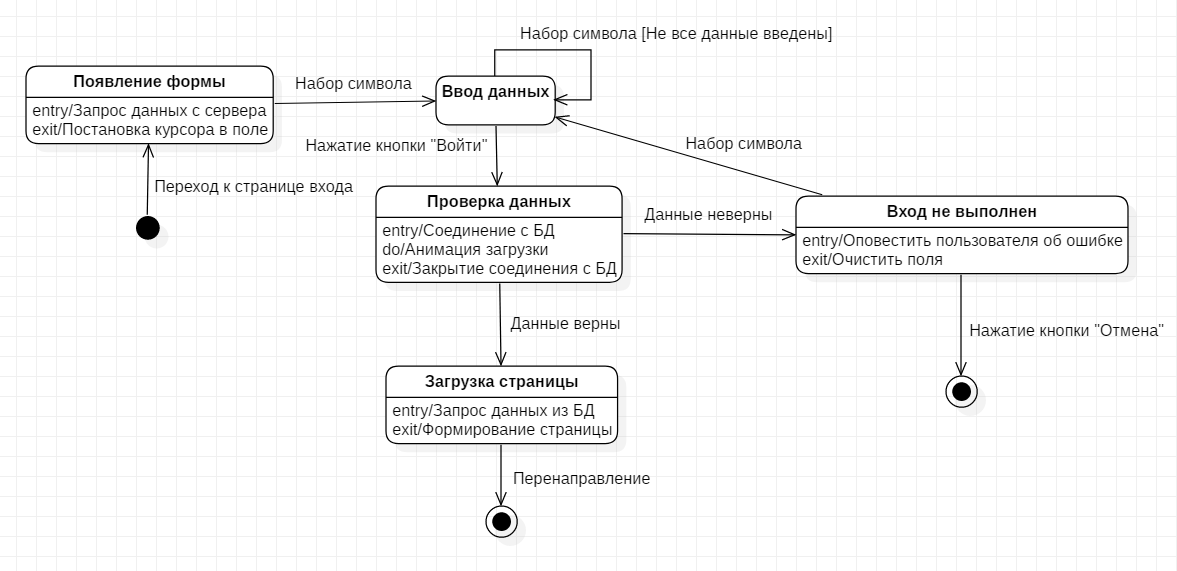 Набор символа [Не все данные введены]
Появление формы
entry/Запрос данных с сервера
exit/Постановка курсора в поле
Набор символа
Ввод данных
Нажатие кнопки "Войти"
Набор символа
Переход к странице входа
Проверка данных
entry/Соединение с БД
do/Анимация загрузки
exit/Закрытие соединения с БД
Данные неверны
Вход не выполнен
entry/Оповестить пользователя об ошибке
exit/Очистить поля
Данные верны
Нажатие кнопки "Отмена"
Загрузка страницы
entry/Запрос данных из БД
exit/Формирование страницы
Перенаправление